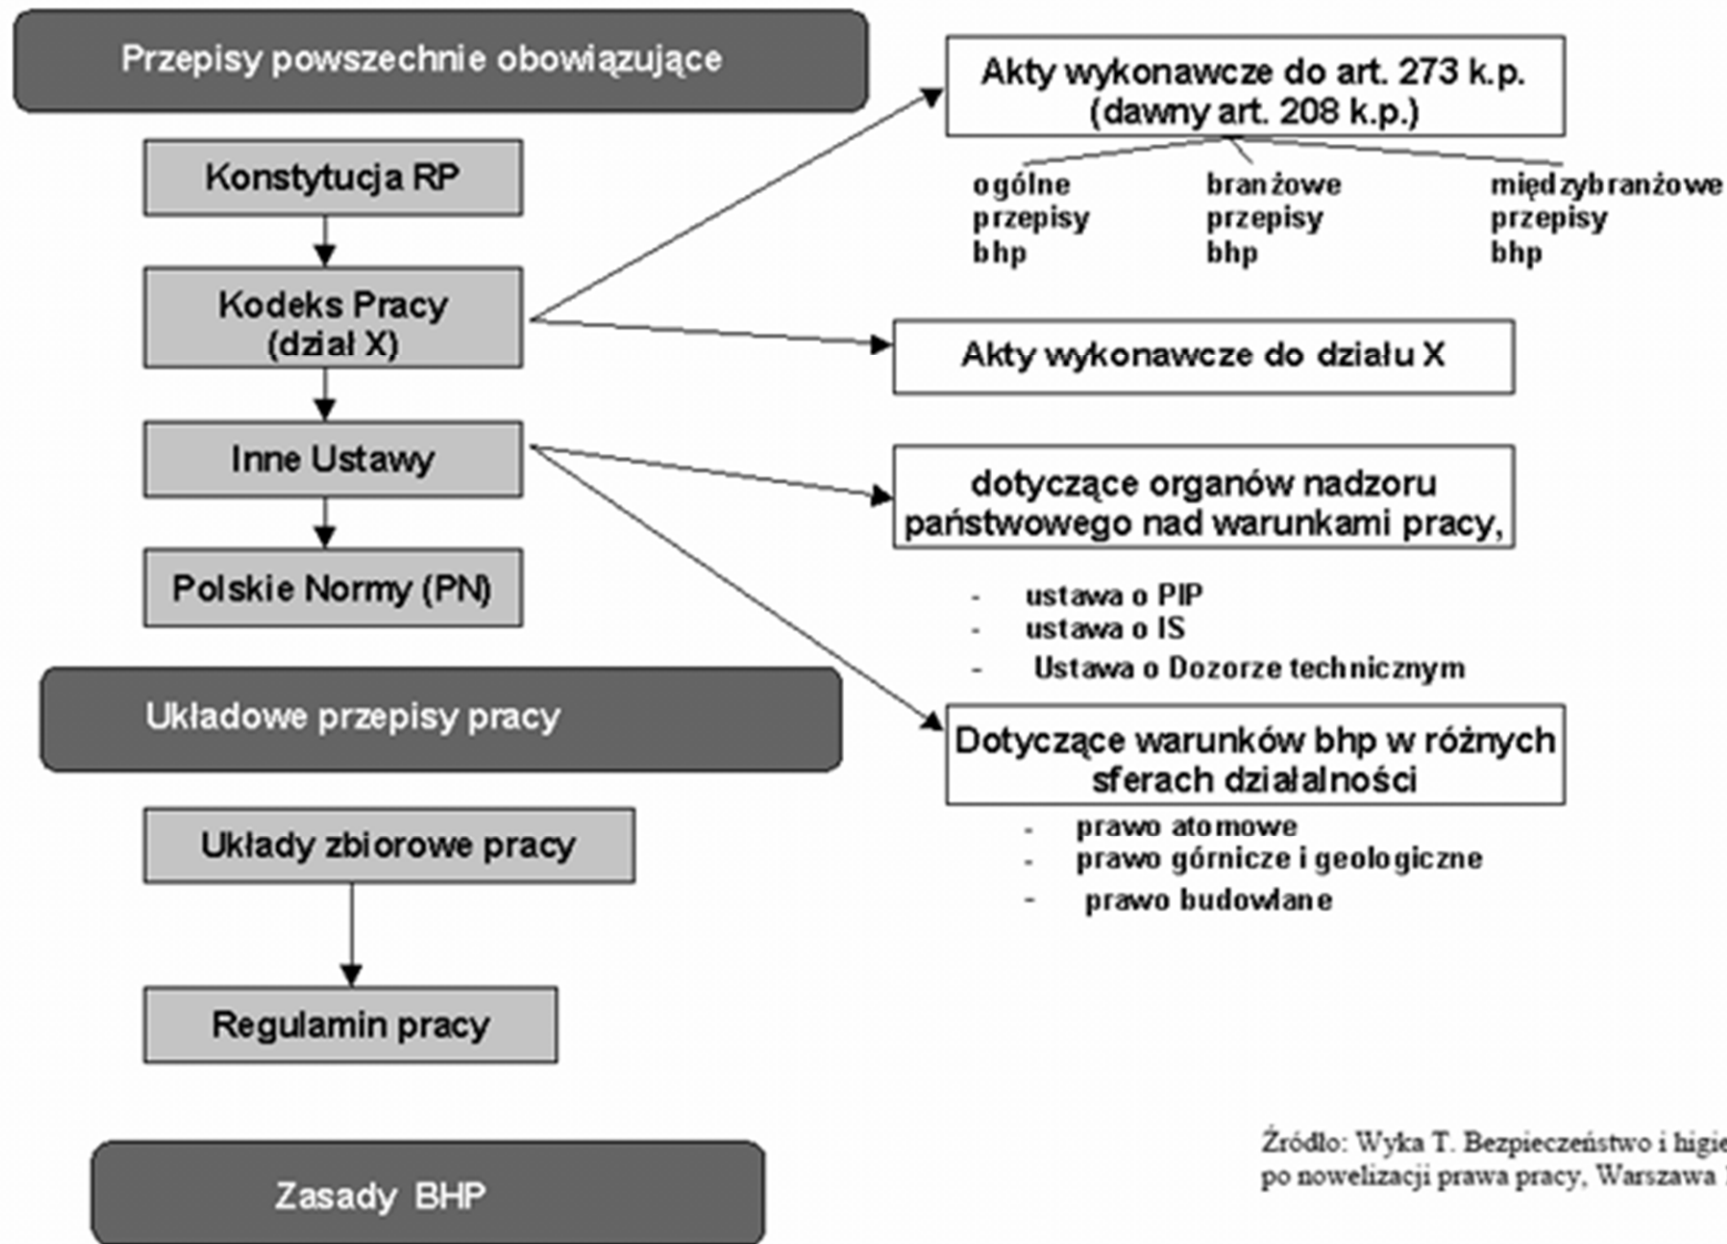 Przepisy powszechnie obowiązujące
Konstytucja RP
Kodeks Pracy
(dział X)
Inne Ustawy
Polskie Normy (PN)
Akty wykonawcze do art. 273 k.p.
(dawny art. 208 k.p.)
ogólne
przepisy
bhp
branżowe
przepisy
bhp
międzybranżowe
przepisy
bhp
Akty wykonawcze do działu X
dotyczące organów nadzoru
państwowego nad warunkami pracy,
- ustawa o PIP
- ustawa o IS
- Ustawa o Dozorze technicznym
Dotyczące warunków bhp w różnych
sferach działalności
- prawo atomowe
- prawo górnicze i geologiczne
- prawo budowlane
Układowe przepisy pracy
Układy zbiorowe pracy
Regulamin pracy
Zasady BHP
Źródło: Wyka T. Bezpieczeństwo i
po nowelizacji prawa pracy, Warszawa